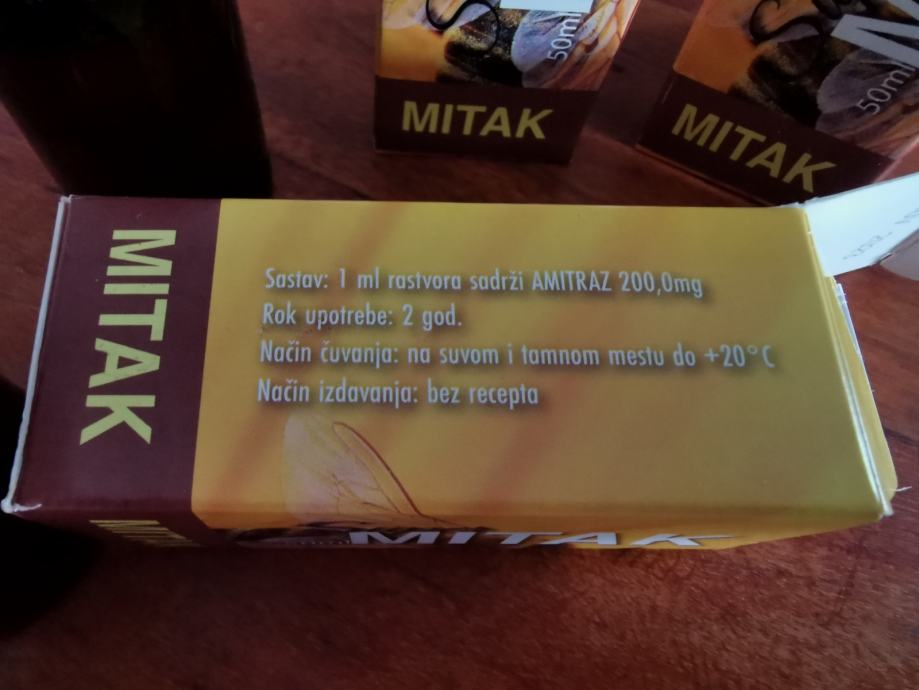 50ml
MITAK
50ml
MITAK
MITAK
Sastav: 1 ml rastvora sadrži AMITRAZ 200,0mg
Rok upotrebe: 2 god.
Način čuvanja: na suvom i tamnom mestu do +20°C
Način izdavanja: bez recepta
MITAK